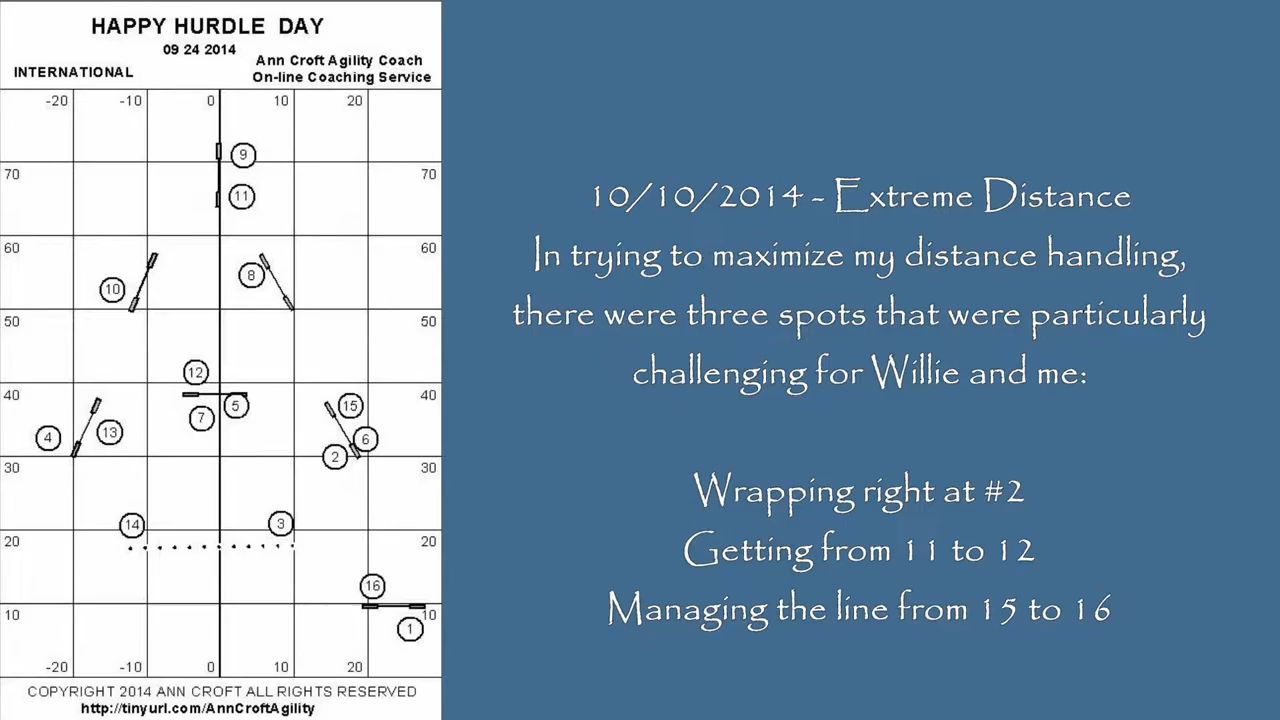 HAPPY HURDLE DAY
09 24 2014
INTERNATIONAL
Ann Croft Agility Coach
On-line Coaching Service
-20 -10 0 10 20
9
70 70
11
60 60
8
10
50 50
12
40 40
5 15
7
4 13 6
2
30 30
14 3
20 20
16
10 10
1
-20 -10 0 10 20
COPYRIGHT 2014 ANN CROFT ALL RIGHTS RESERVED
http://tinyurl.com/AnnCroftAgility
10/10/2014 - Extreme Distance
In trying to maximize my distance handling,
there were three spots that were particularly
challenging for Willie and me:
Wrapping right at #2
Getting from 11 to 12
Managing the line from 15 to 16